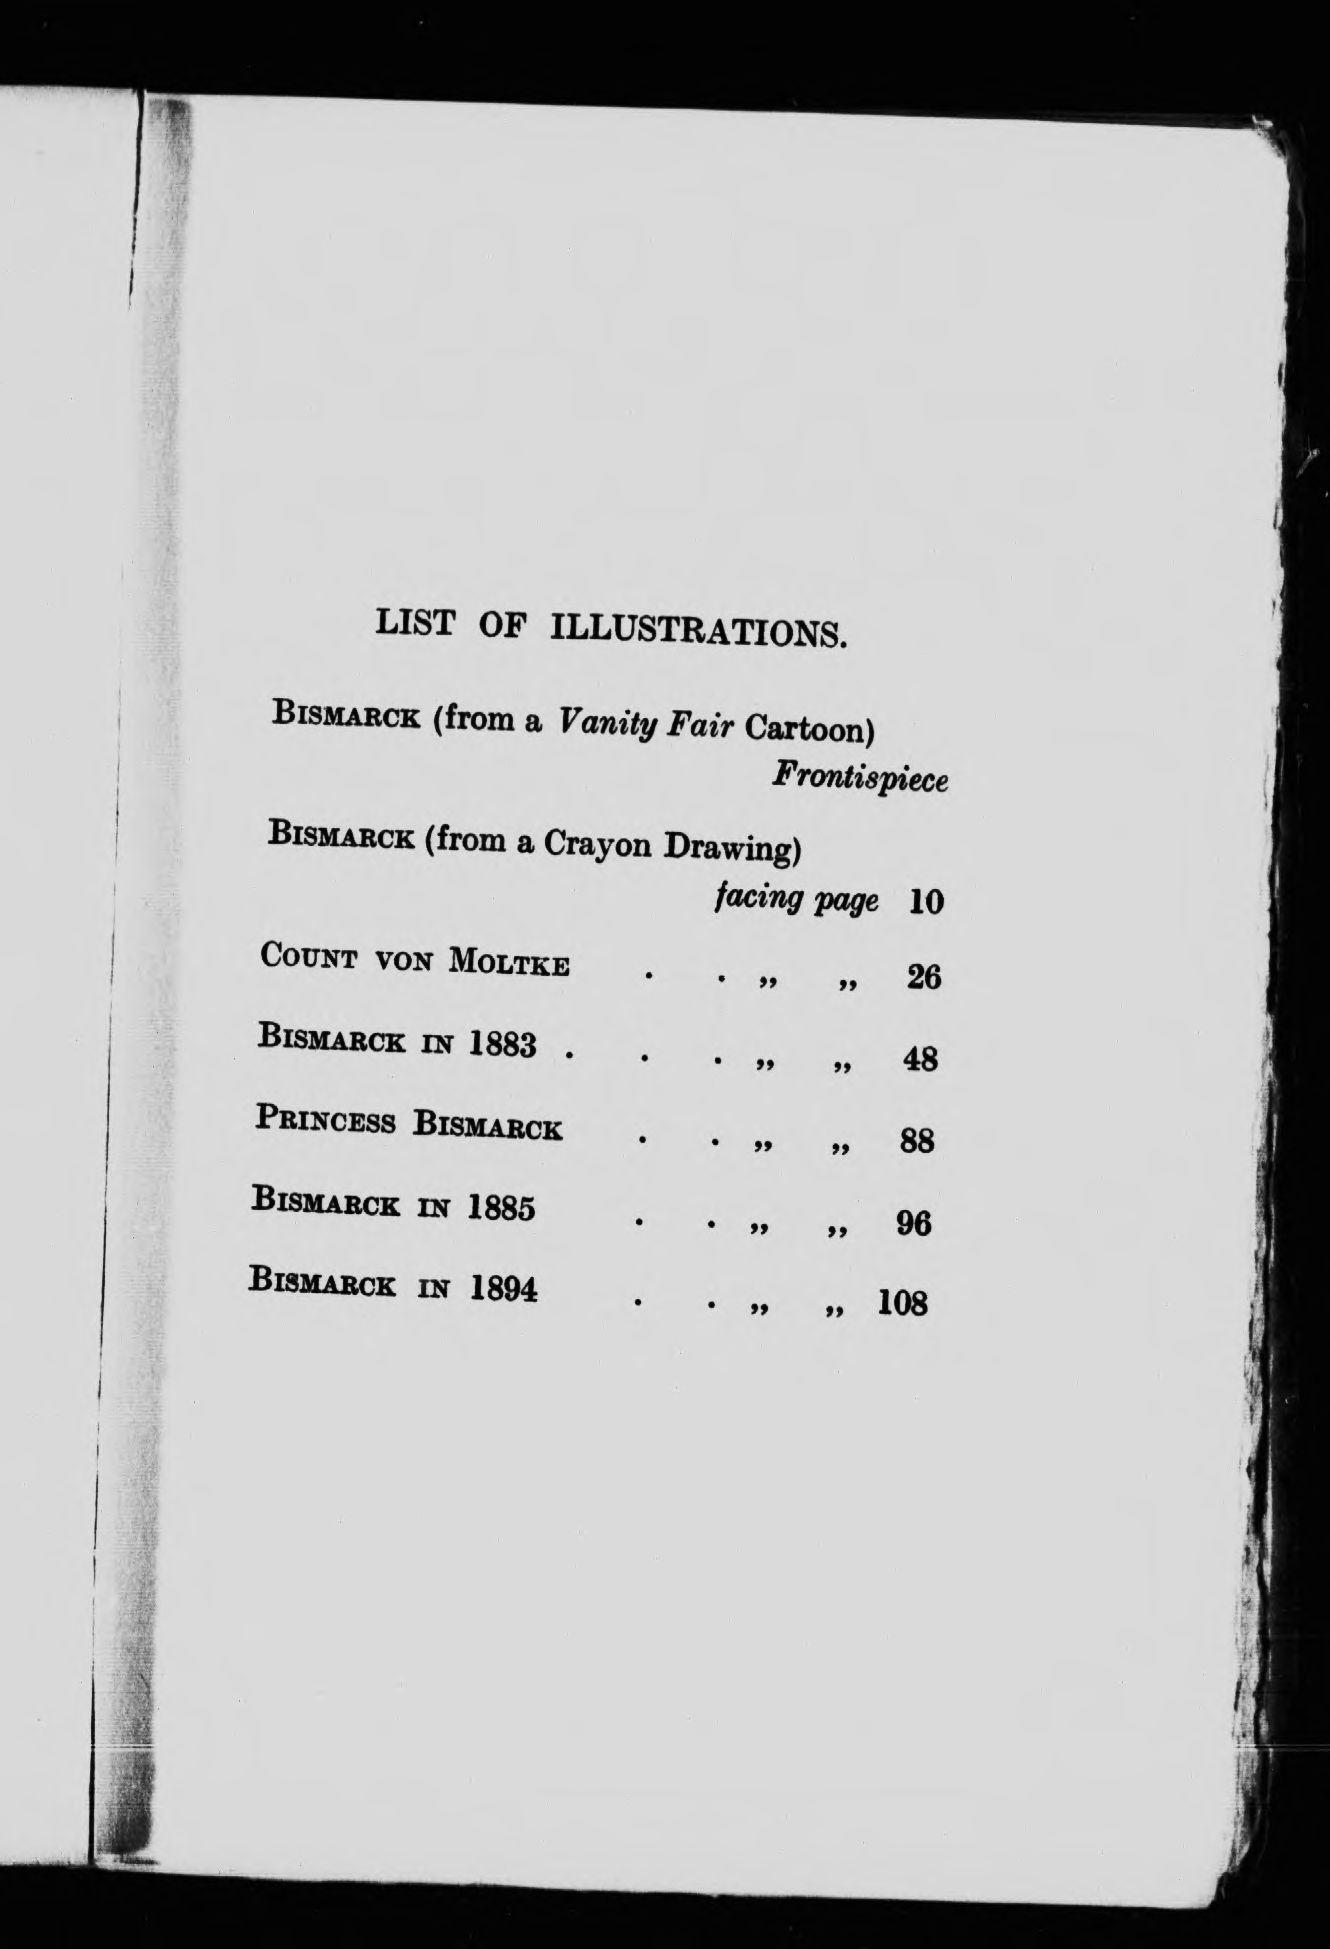 LIST OF ILLUSTRATIONS.
BISMARCK (from a Vanity Fair Cartoon)
Frontispiece
BISMARCK (from a Crayon Drawing)
facing page 10
COUNT VON MOLTKE . . „ „ 26
BISMARCK IN 1883 . . . „ „ 48
PRINCESS BISMARCK . . „ „ 88
BISMARCK IN 1885 . . „ „ 96
BISMARCK IN 1894 . . „ „ 108